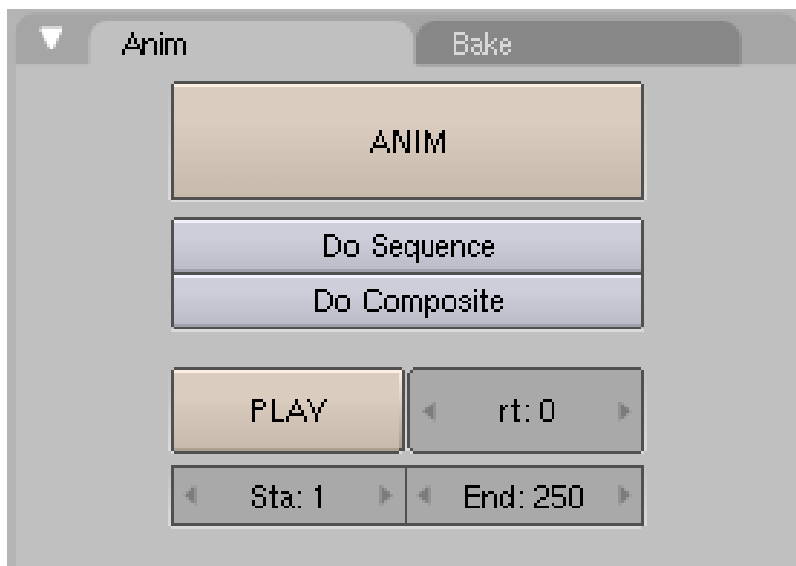 Anim Bake
ANIM
Do Sequence
Do Composite
PLAY rt: 0
Sta: 1 End: 250